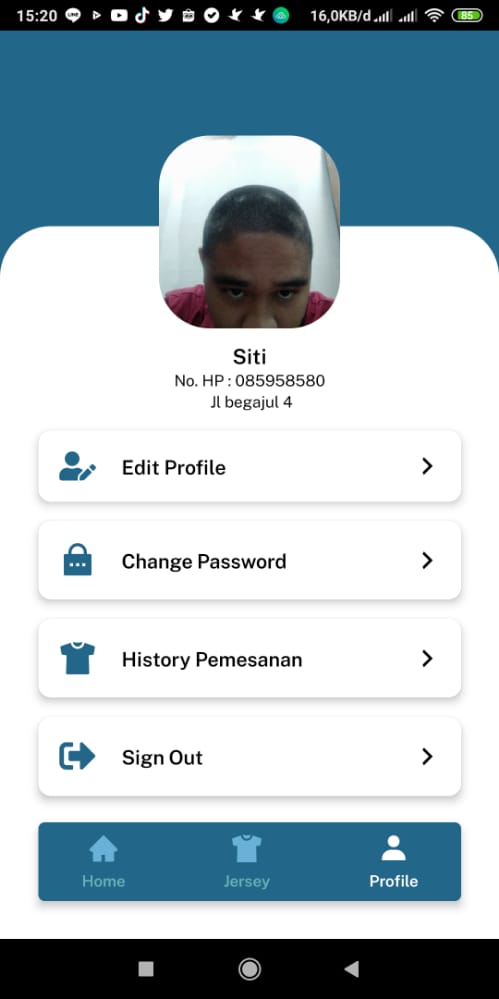 15:20
16,0KB/d
85
Siti
No. HP : 085958580
Jl begajul 4
Edit Profile
Change Password
History Pemesanan
Sign Out
Home
Jersey
Profile